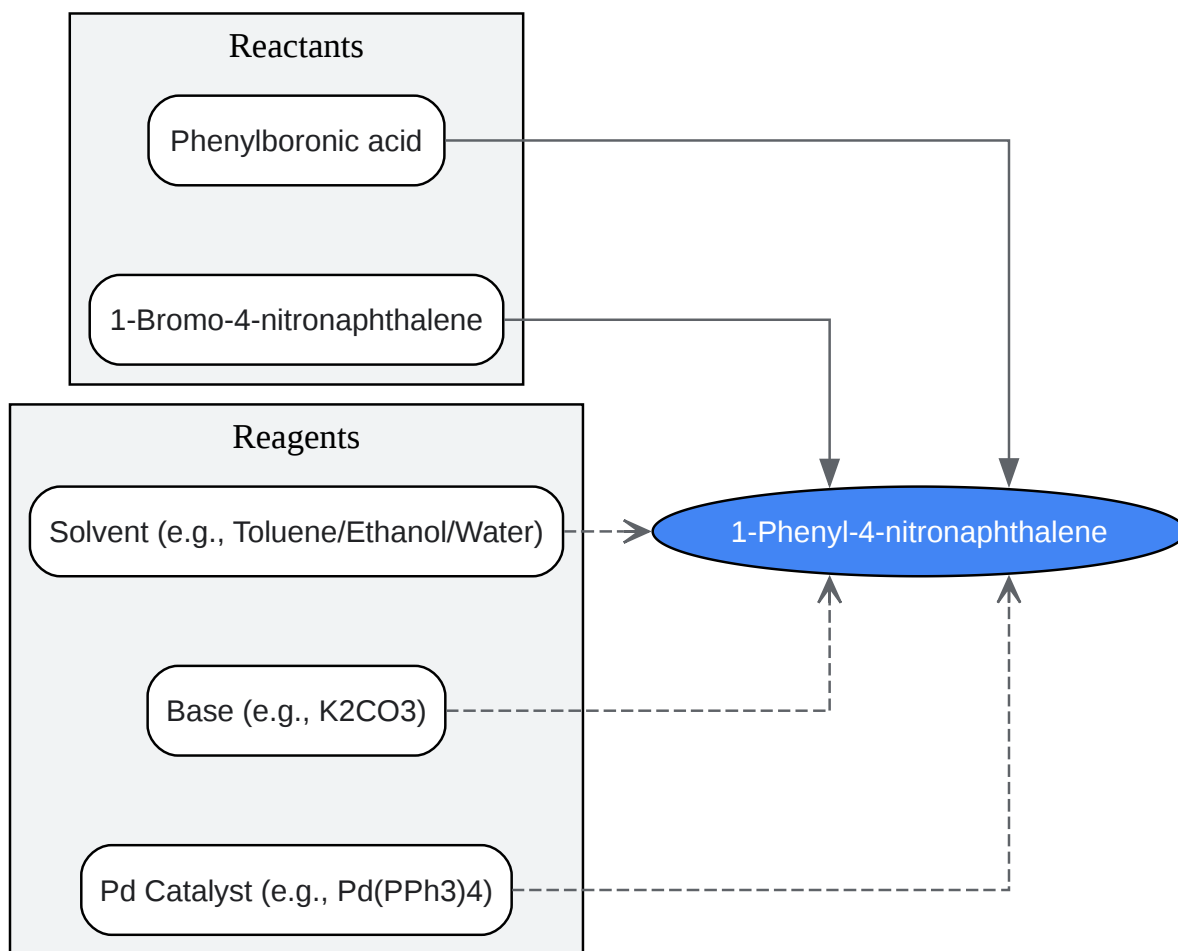 Reactants
Phenylboronic acid
1-Bromo-4-nitronaphthalene
Reagents
Solvent (e.g., Toluene/Ethanol/Water)
1-Phenyl-4-nitronaphthalene
Base (e.g., K2CO3)
Pd Catalyst (e.g., Pd(PPh3)4)